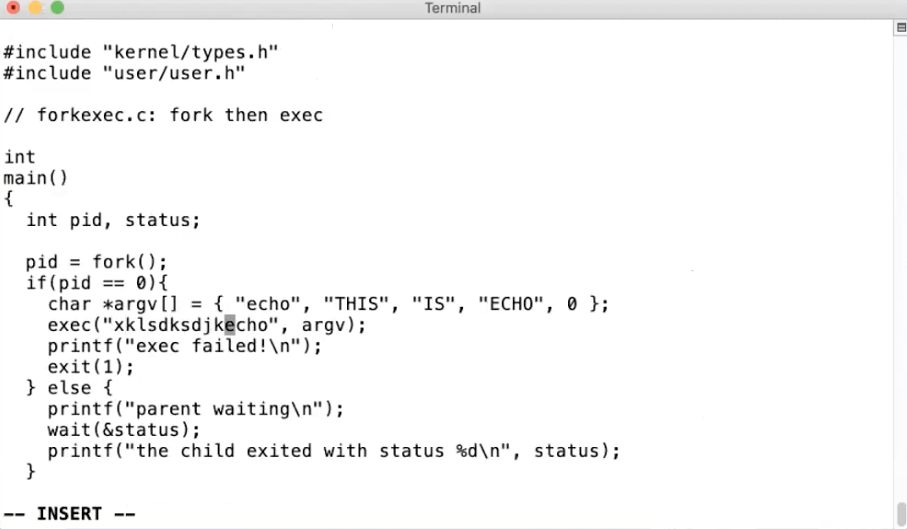 Terminal
#include "kernel/types.h"
#include "user/user.h"
// forkexec.c: fork then exec
int
main()
{
  int pid, status;
  pid = fork();
  if(pid == 0){
    char *argv[] = { "echo", "THIS", "IS", "ECHO", 0 };
    exec("xklsdksdjkecho", argv);
    printf("exec failed!\n");
    exit(1);
  } else {
    printf("parent waiting\n");
    wait(&status);
    printf("the child exited with status %d\n", status);
  }
-- INSERT --